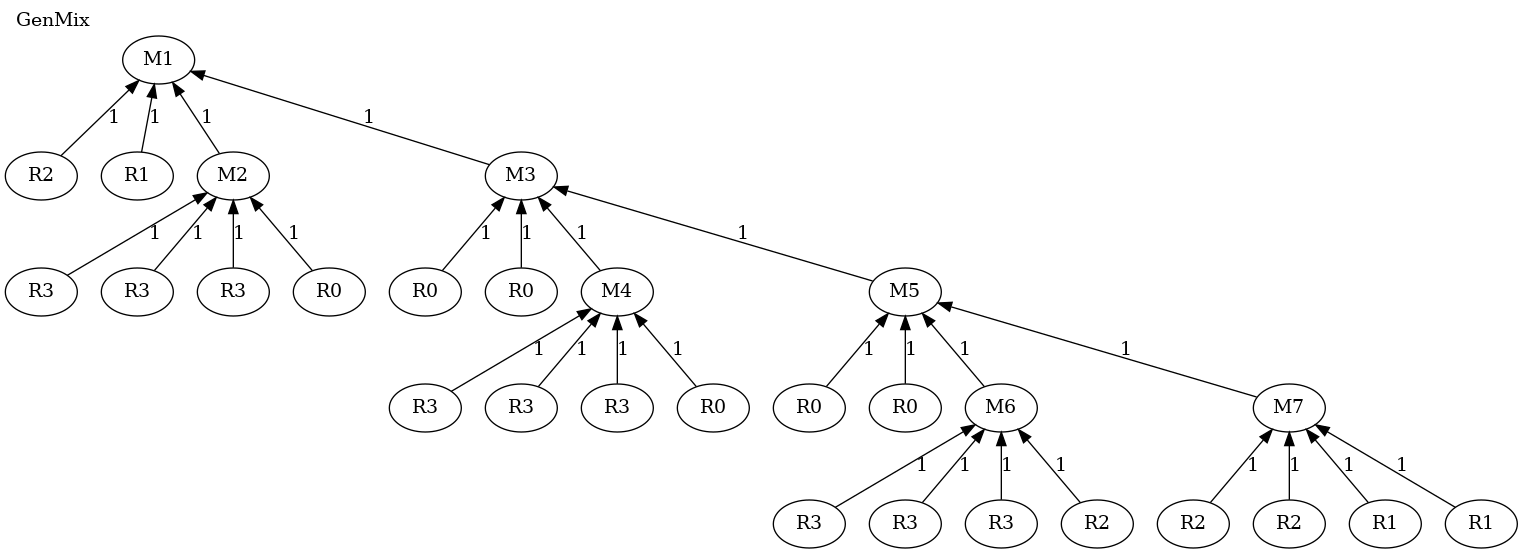 GenMix
M1
1 1 1 1
R2 R1 M2 M3
1 1 1 1 1 1 1 1
R3 R3 R3 R0 R0 R0 M4 M5
1 1 1 1 1 1 1 1
R3 R3 R3 R0 R0 R0 M6 M7
1 1 1 1 1 1 1 1
R3 R3 R3 R2 R2 R2 R1 R1